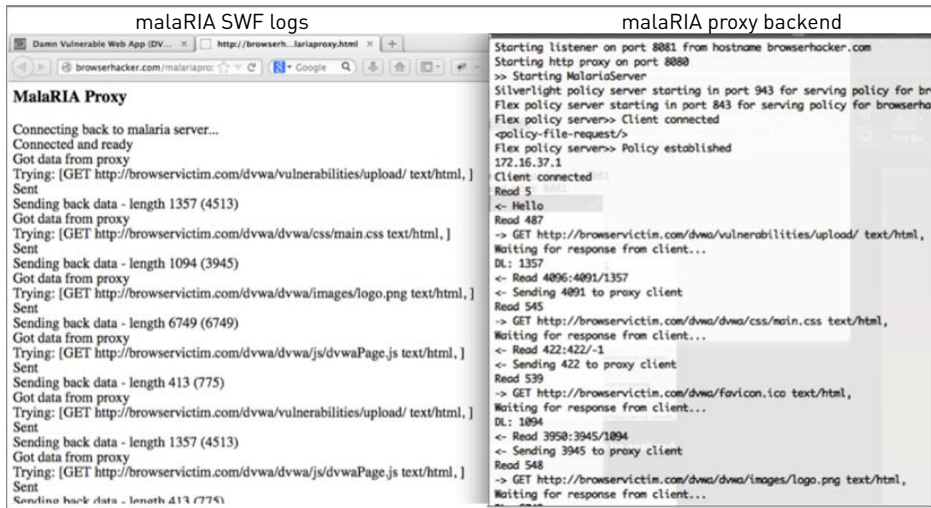 malaRIA SWF logs
malaRIA proxy backend
Damn Vulnerable Web App (DV...
http://browserh...lariaproxy.html
browserhacker.com/malariapro:
Google
MalaRIA Proxy
Connecting back to malaria server...
Connected and ready
Got data from proxy
Trying: [GET http://browservictim.com/dvwa/vulnerabilities/upload/ text/html, ]
Sent
Sending back data - length 1357 (4513)
Got data from proxy
Trying: [GET http://browservictim.com/dvwa/dvwa/css/main.css text/html, ]
Sent
Sending back data - length 1094 (3945)
Got data from proxy
Trying: [GET http://browservictim.com/dvwa/dvwa/images/logo.png text/html, ]
Sent
Sending back data - length 6749 (6749)
Got data from proxy
Trying: [GET http://browservictim.com/dvwa/dvwa/js/dvwaPage.js text/html, ]
Sent
Sending back data - length 413 (775)
Got data from proxy
Trying: [GET http://browservictim.com/dvwa/vulnerabilities/upload/ text/html, ]
Sent
Sending back data - length 1357 (4513)
Got data from proxy
Trying: [GET http://browservictim.com/dvwa/dvwa/js/dvwaPage.js text/html, ]
Sent
Sending back data - length 413 (775)
Starting listener on port 8081 from hostname browserhacker.com
Starting http proxy on port 8080
>> Starting MalariaServer
Silverlight policy server starting in port 943 for serving policy for br
Flex policy server starting in port 843 for serving policy for browserha
Flex policy server>> Client connected
<policy-file-request/>
Flex policy server>> Policy established
172.16.37.1
Client connected
Read 5
<- Hello
Read 487
-> GET http://browservictim.com/dvwa/vulnerabilities/upload/ text/html,
Waiting for response from client...
DL: 1357
<- Read 4096:4091/1357
<- Sending 4091 to proxy client
Read 545
-> GET http://browservictim.com/dvwa/dvwa/css/main.css text/html,
Waiting for response from client...
<- Read 422:422/-1
<- Sending 422 to proxy client
Read 539
-> GET http://browservictim.com/dvwa/favicon.ico text/html,
Waiting for response from client...
DL: 1094
<- Read 3950:3945/1094
<- Sending 3945 to proxy client
Read 548
-> GET http://browservictim.com/dvwa/dvwa/images/logo.png text/html,
Waiting for response from client...